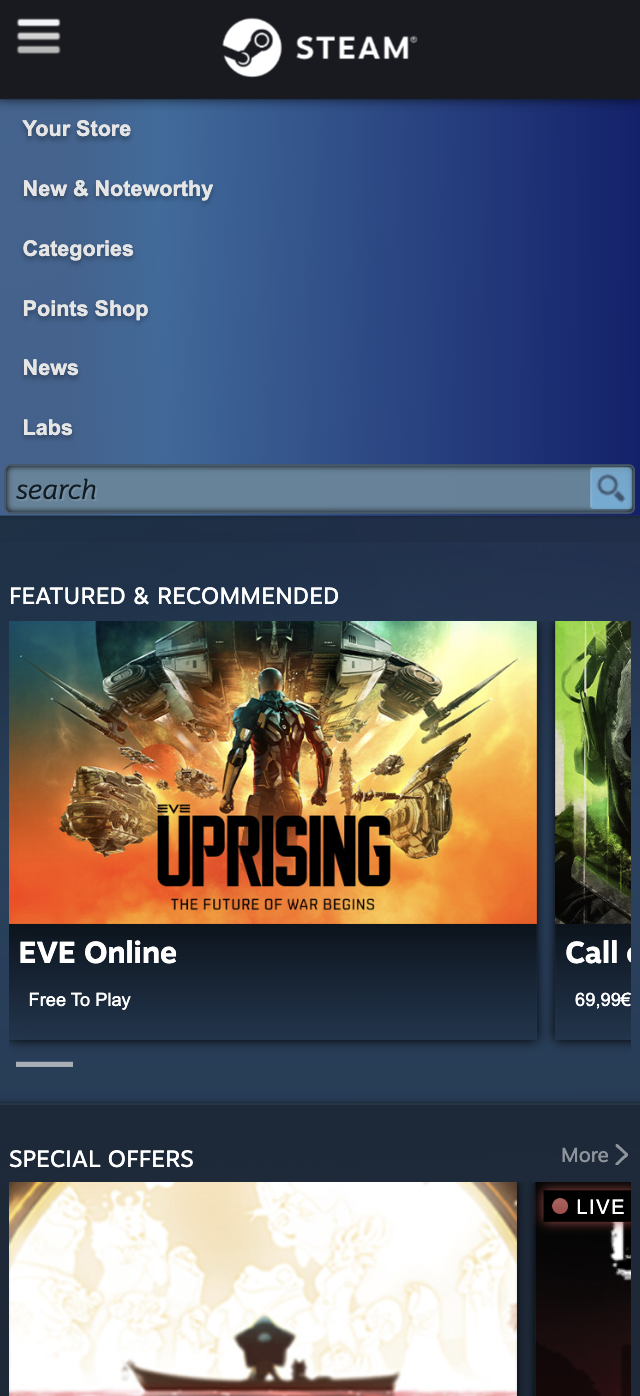 STEAM®
Your Store
New & Noteworthy
Categories
Points Shop
News
Labs
search
FEATURED & RECOMMENDED
EVE
UPRISING
THE FUTURE OF WAR BEGINS
EVE Online
Free To Play
Call
69,99€
SPECIAL OFFERS
More
LIVE